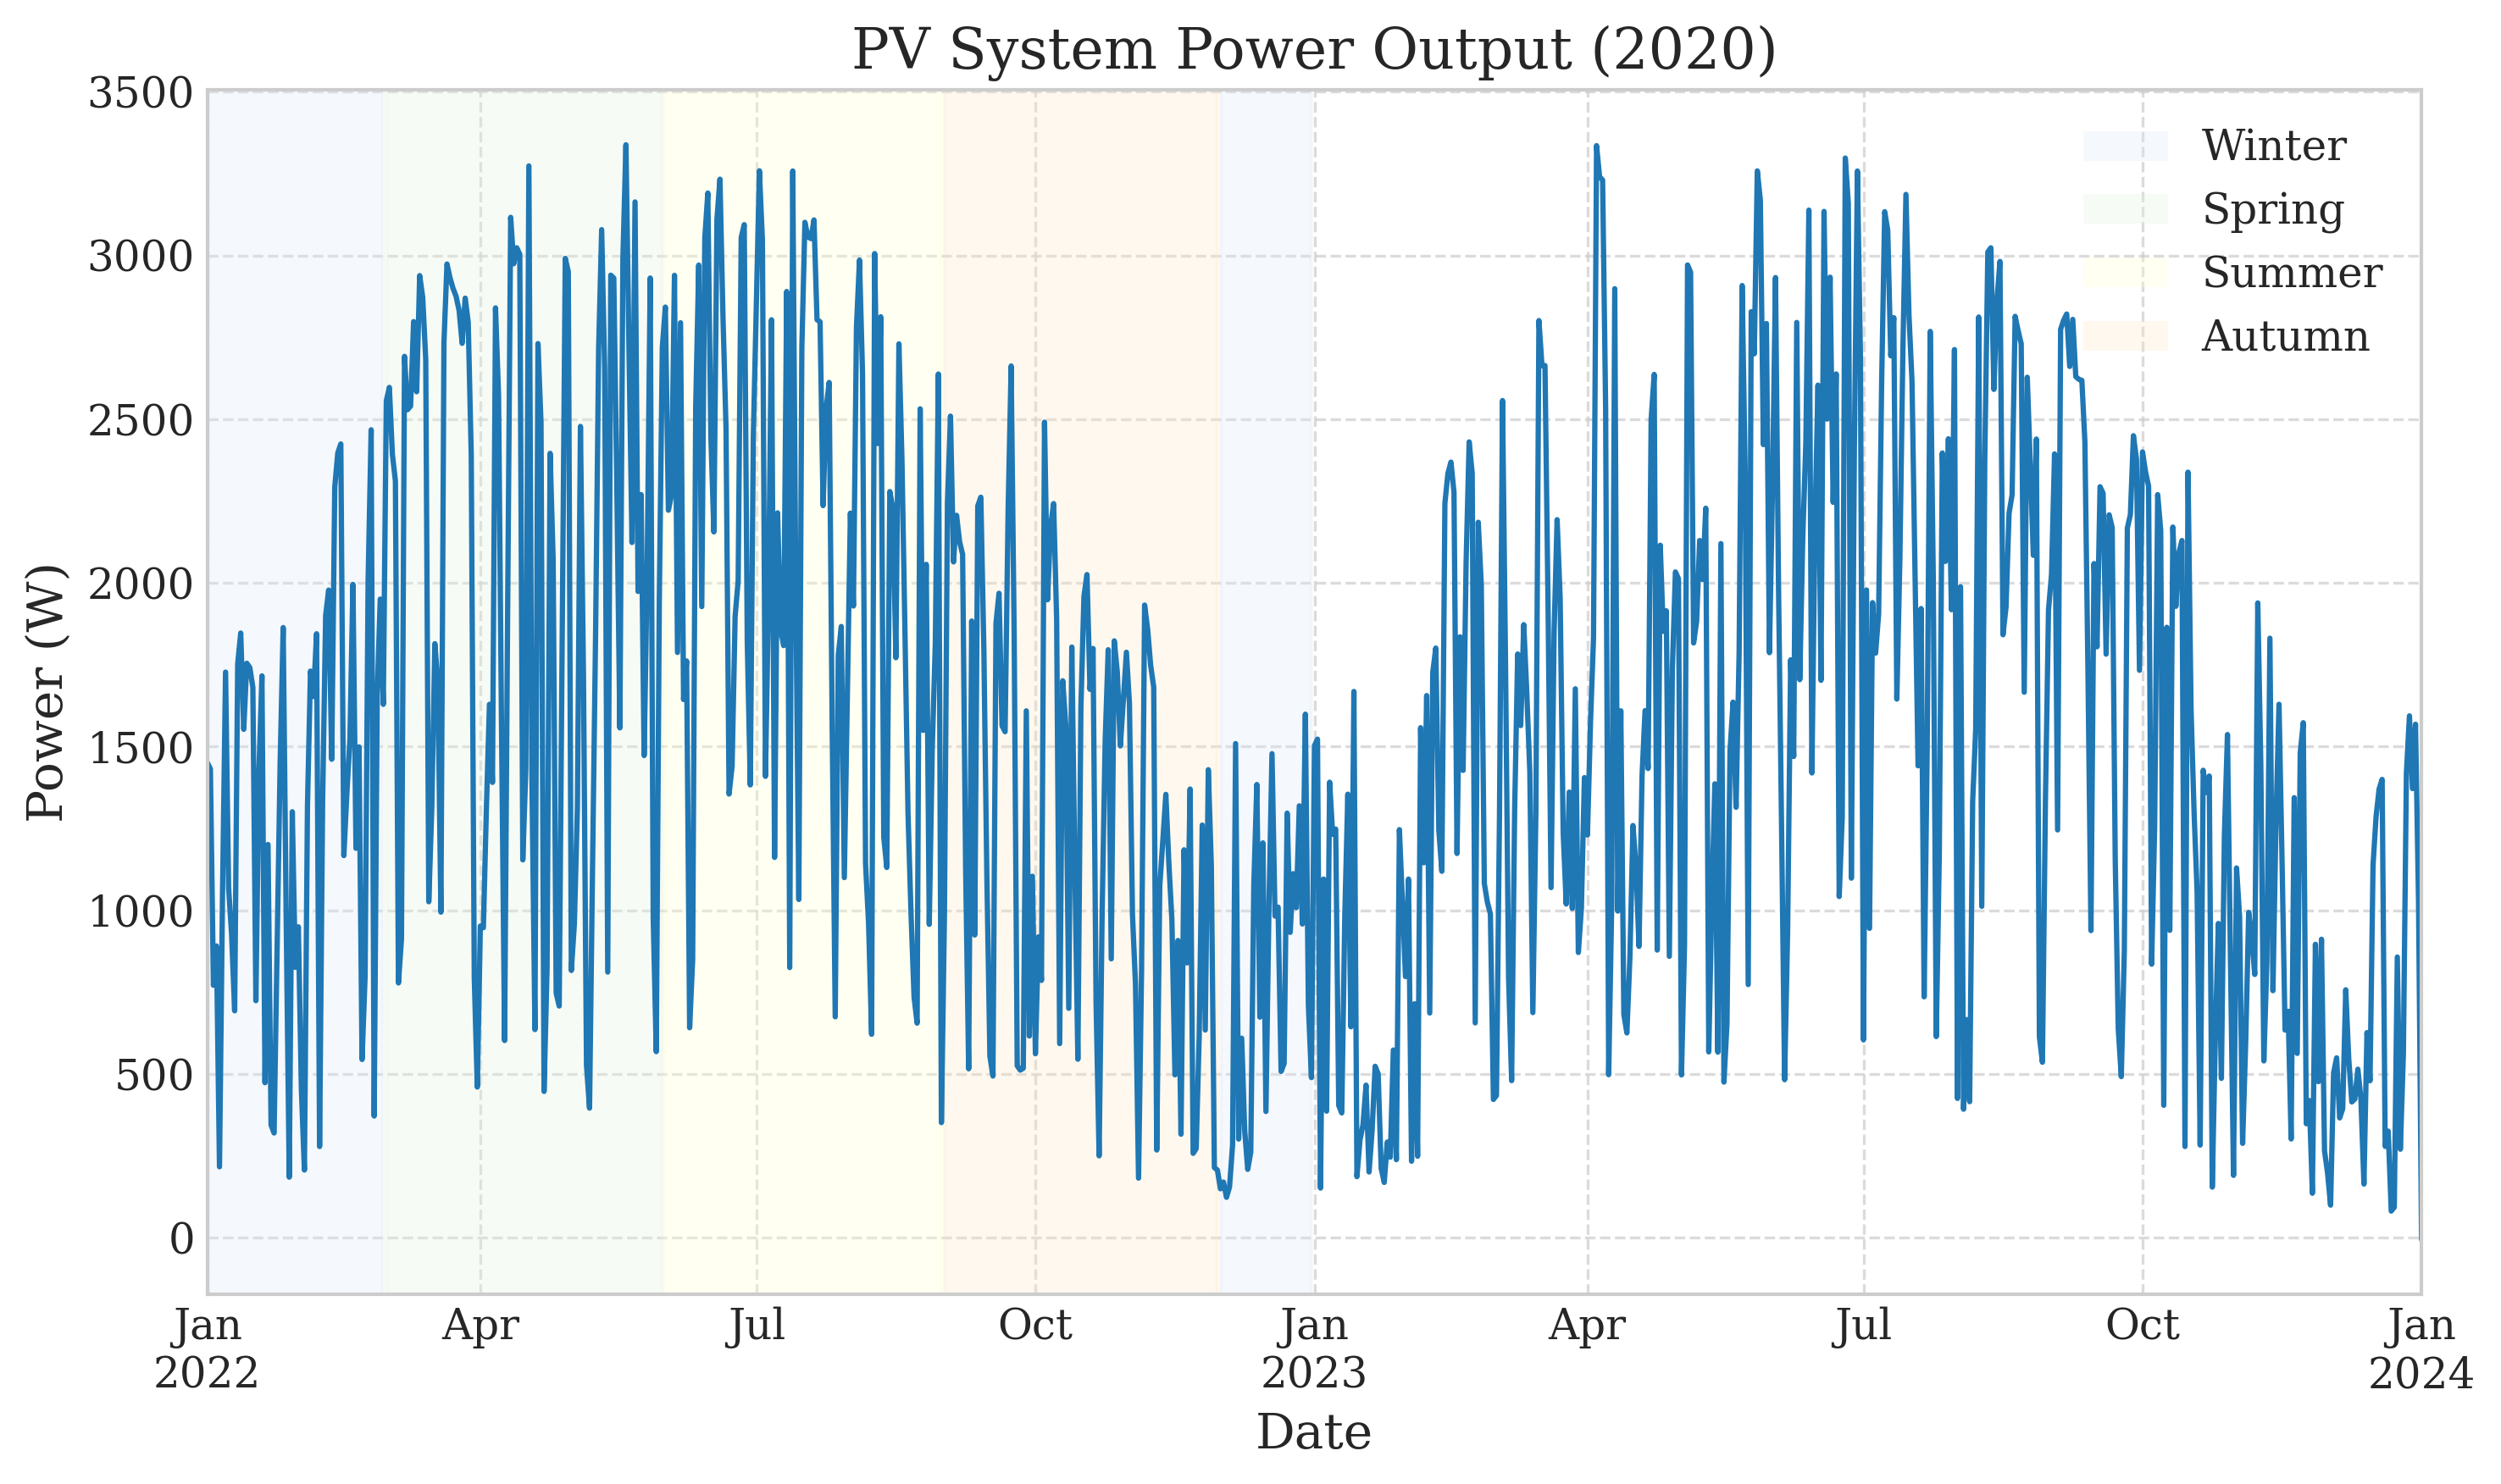 PV System Power Output (2020)
3500
3000
2500
2000
1500
1000
500
0
Power (W)
Winter
Spring
Summer
Autumn
Jan Apr Jul Oct Jan Apr Jul Oct Jan
2022 2023 2024
Date